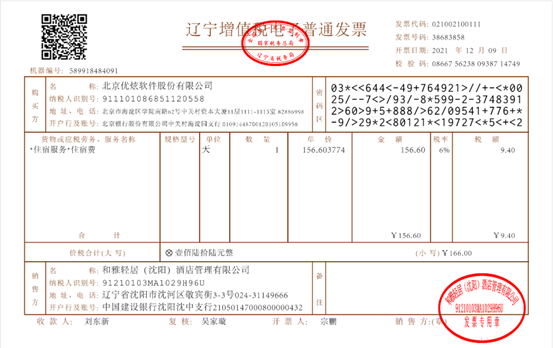 辽宁增值税电子普通发票
全国统一发票监制章
国家税务总局
辽宁省税务局
发票代码: 021002100111
发票号码: 38683858
开票日期: 2021 年 12 月 09 日
校 验 码: 08667 56238 09387 14749
机器编号: 389918484091
购买方
名 称: 北京优炫软件股份有限公司
纳税人识别号: 911101086851120558
地 址、电 话: 北京市海淀区学院南路62号中关村资本大厦11层1111-1113室 82886998
开户行及账号: 北京银行股份有限公司中关村海淀园支行
密码区
03*<<644<-49+764921>//+-<*00
25/--7<>/93/-8*599-2-3748391
2>60>9+5+888/>62/09541+776+*
-9/>29*2<80121*<19727<*5<+<2
货物或应税劳务、服务名称 规格型号 单位 数 量 单 价 金 额 税率 税 额
*住宿服务*住宿费 天 1 156.603774 156.60 6% 9.40
合 计 ¥156.60 ¥9.40
价税合计(大写) ⊗壹佰陆拾陆元整 (小写)¥166.00
销售方
名 称: 和雅轻居（沈阳）酒店管理有限公司
纳税人识别号: 91210103MA1029H96U
地 址、电 话: 辽宁省沈阳市沈河区敬宾街3-3号024-31149666
开户行及账号: 中国建设银行沈阳沈中支行21050147000800000432
备注
收 款 人: 刘东新 复核: 吴家璇 开 票 人: 宗鹏 销 售 方:(章)
和雅轻居（沈阳）酒店管理有限公司
91210103MA1029H96U
发票专用章